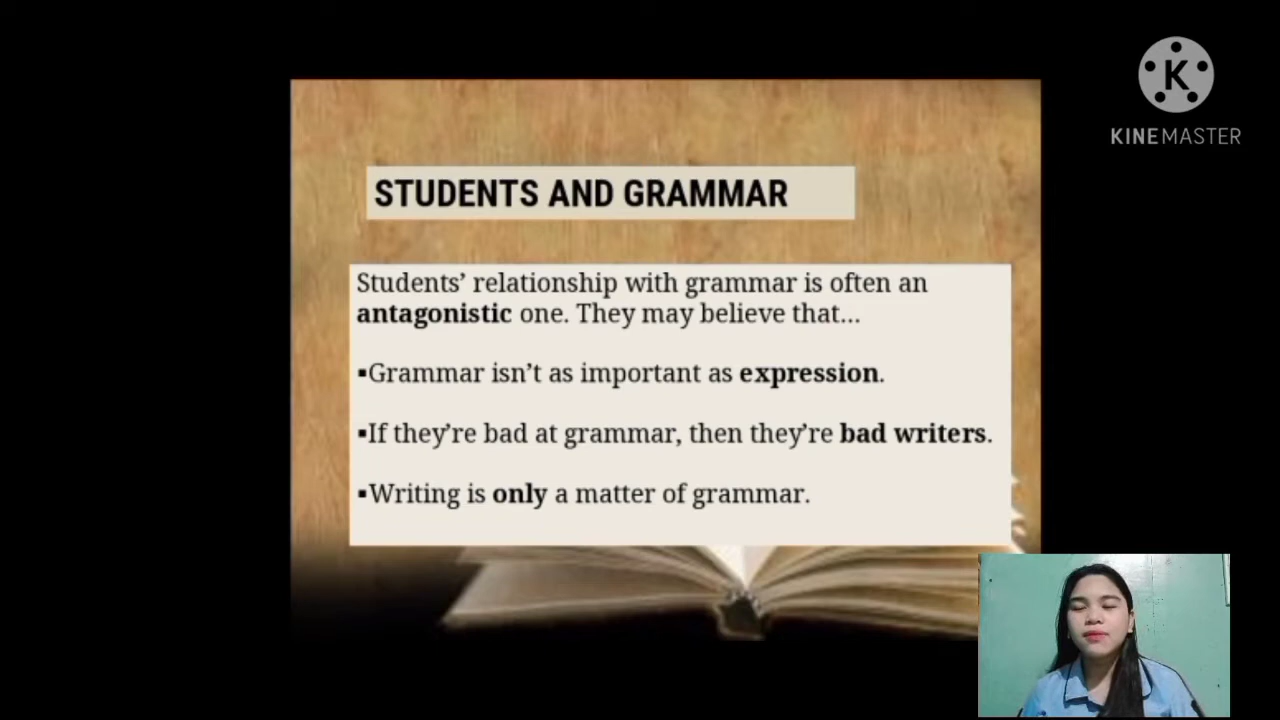 KINEMASTER
STUDENTS AND GRAMMAR
Students’ relationship with grammar is often an
antagonistic one. They may believe that...
▪Grammar isn’t as important as expression.
▪If they’re bad at grammar, then they’re bad writers.
▪Writing is only a matter of grammar.